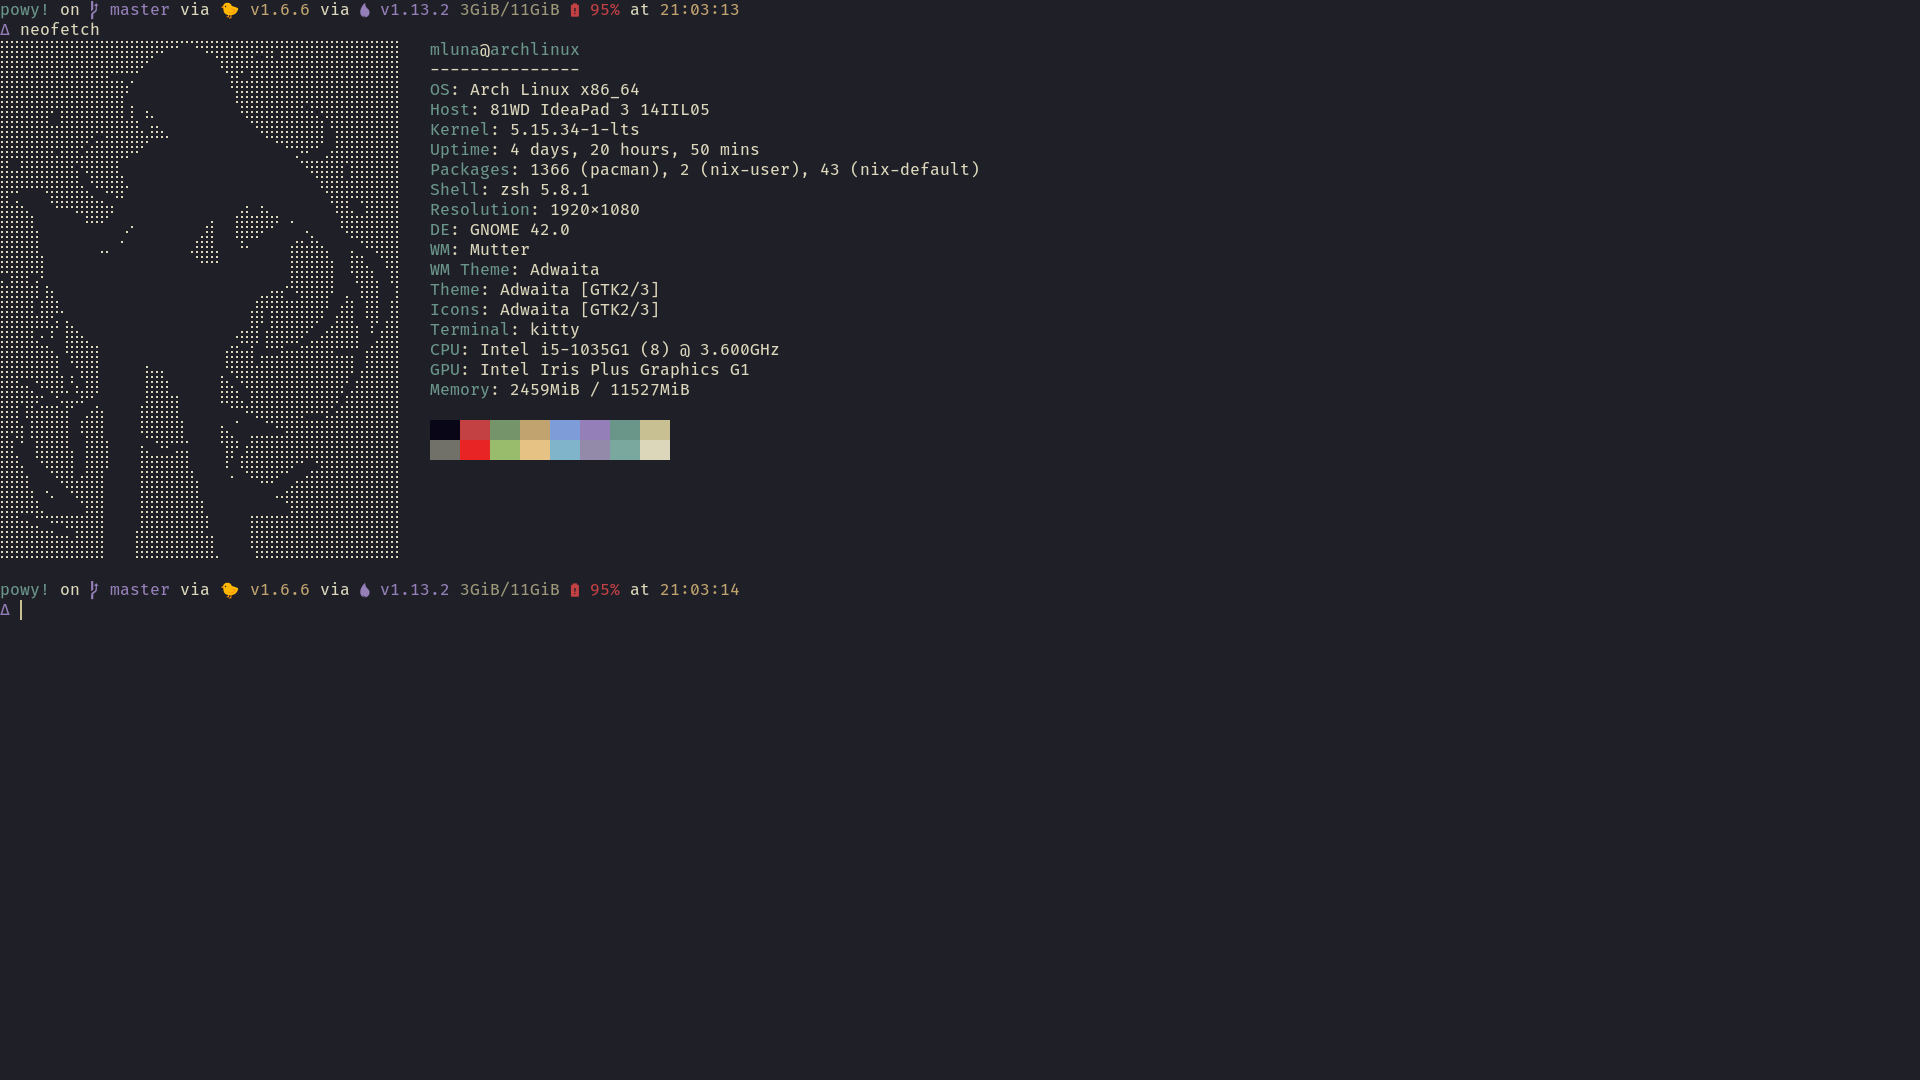 powy! on master via 🐤 v1.6.6 via 💧 v1.13.2 3GiB/11GiB 95% at 21:03:13
Δ neofetch
mluna@archlinux
---------------
OS: Arch Linux x86_64
Host: 81WD IdeaPad 3 14IIL05
Kernel: 5.15.34-1-lts
Uptime: 4 days, 20 hours, 50 mins
Packages: 1366 (pacman), 2 (nix-user), 43 (nix-default)
Shell: zsh 5.8.1
Resolution: 1920×1080
DE: GNOME 42.0
WM: Mutter
WM Theme: Adwaita
Theme: Adwaita [GTK2/3]
Icons: Adwaita [GTK2/3]
Terminal: kitty
CPU: Intel i5-1035G1 (8) @ 3.600GHz
GPU: Intel Iris Plus Graphics G1
Memory: 2459MiB / 11527MiB
powy! on master via 🐤 v1.6.6 via 💧 v1.13.2 3GiB/11GiB 95% at 21:03:14
Δ